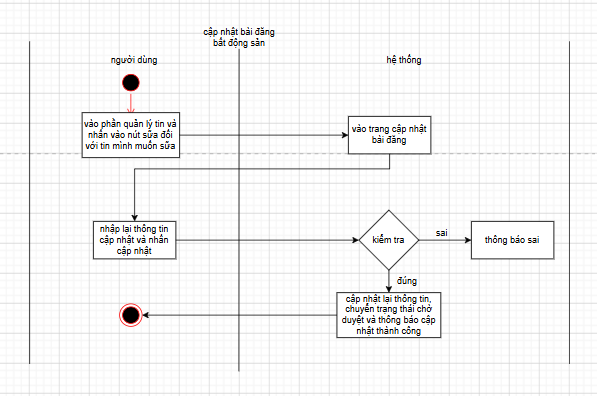 cập nhật bài đăng
bất động sản
người dùng
hệ thống
vào phần quản lý tin và
nhấn vào nút sửa đối
với tin mình muốn sửa
vào trang cập nhật
bài đăng
nhập lại thông tin
cập nhật và nhấn
cập nhật
kiểm tra
sai
thông báo sai
đúng
cập nhật lại thông tin,
chuyển trạng thái chờ
duyệt và thông báo cập
nhật thành công